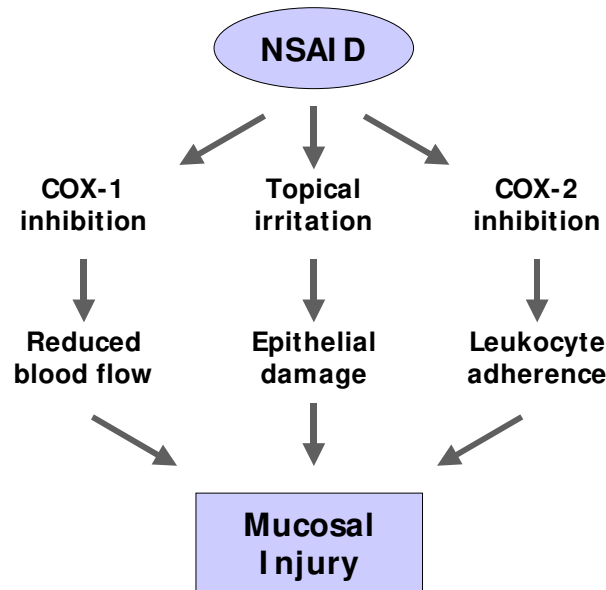 NSAID
COX-1
inhibition
Topical
irritation
COX-2
inhibition
Reduced
blood flow
Epithelial
damage
Leukocyte
adherence
Mucosal
Injury